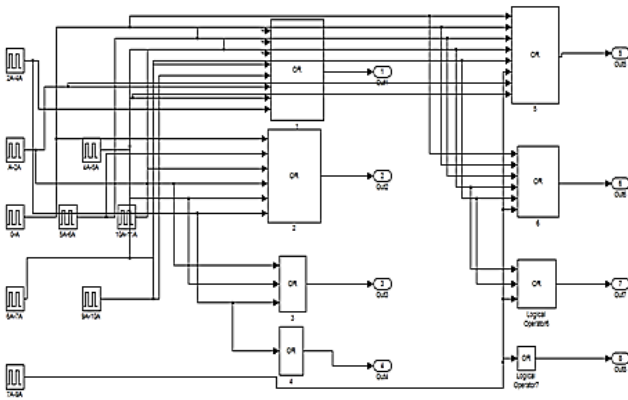 2A-4A
A-2A
4A-5A
0-A
5A-6A
10A-11A
6A-7A
9A-10A
7A-9A
OR
1
OR
2
OR
3
OR
4
OR
5
OR
6
OR
Logical
Operator6
OR
Logical
Operator7
1
Out1
2
Out2
3
Out3
4
Out4
5
Out5
6
Out6
7
Out7
8